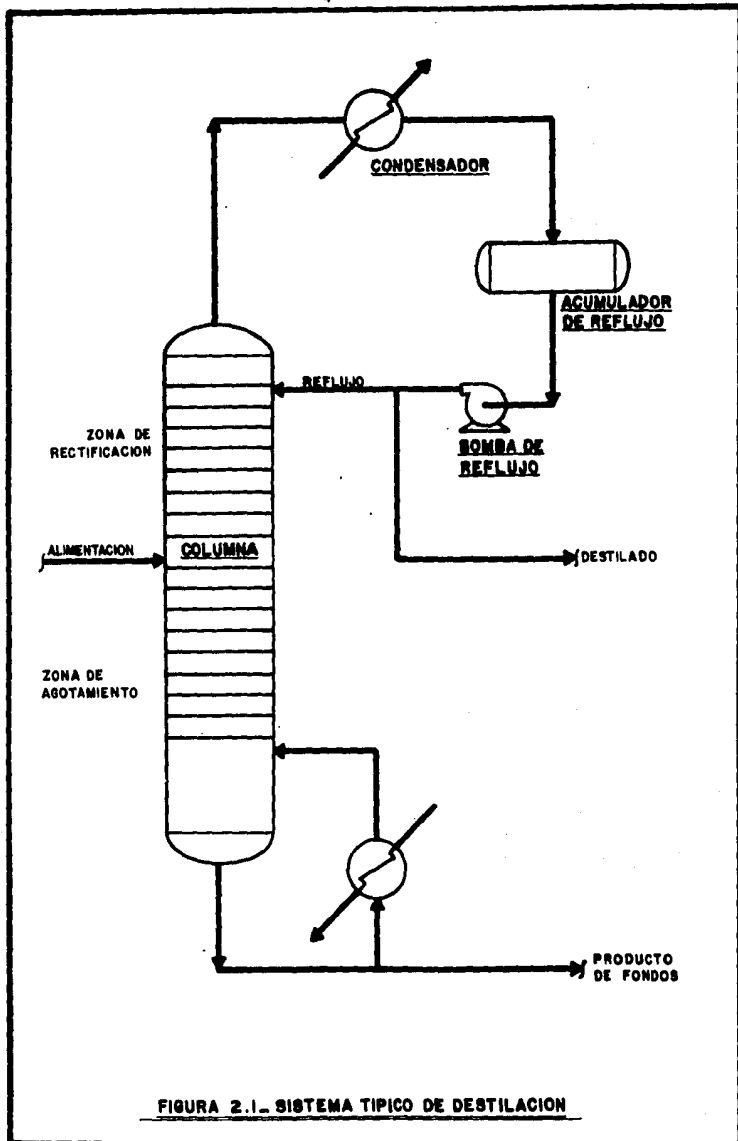 CONDENSADOR
ACUMULADOR
DE REFLUJO
REFLUJO
BOMBA DE
REFLUJO
ZONA DE
RECTIFICACION
ALIMENTACION
COLUMNA
DESTILADO
ZONA DE
AGOTAMIENTO
PRODUCTO
DE FONDOS
FIGURA 2.1_ SISTEMA TIPICO DE DESTILACION